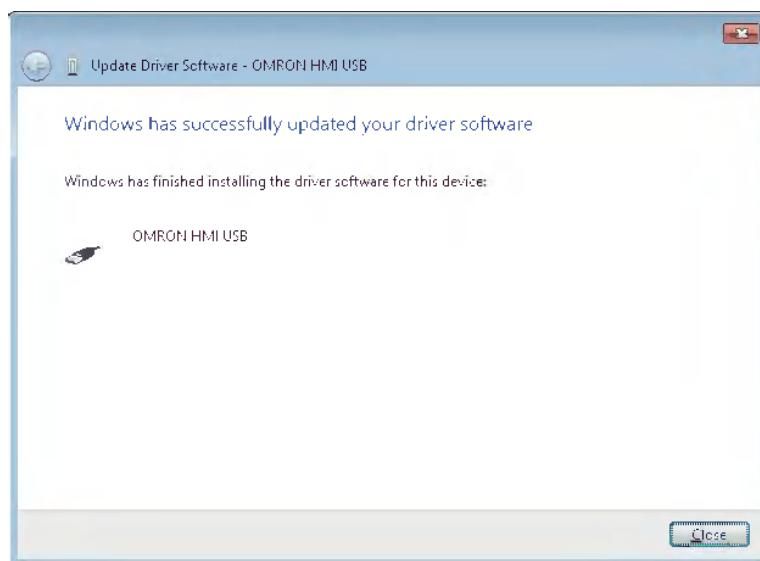 Update Driver Software - OMRON HMI USB
Windows has successfully updated your driver software
Windows has finished installing the driver software for this device:
OMRON HMI USB
Close